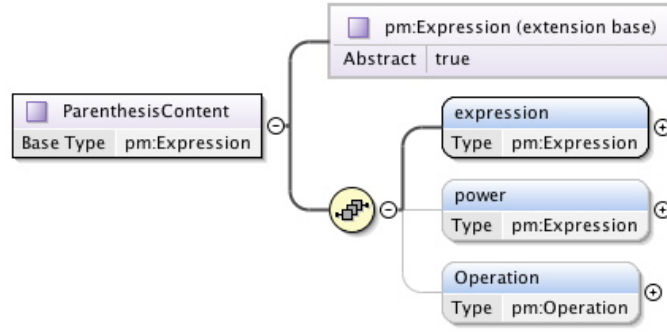 pm:Expression (extension base)
Abstract true
ParenthesisContent
Base Type pm:Expression
expression
Type pm:Expression
power
Type pm:Expression
Operation
Type pm:Operation